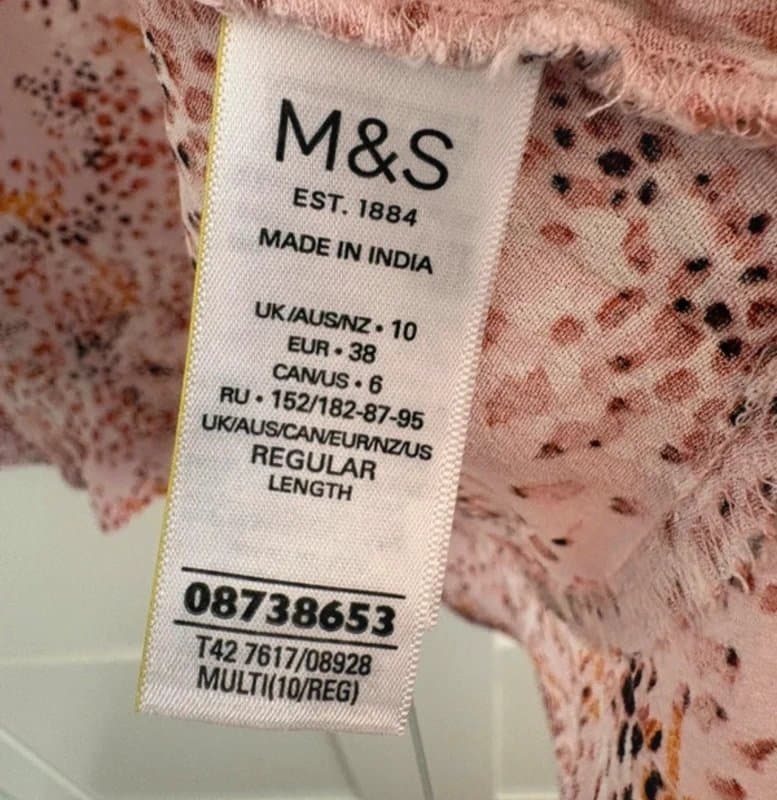 M&S
EST. 1884
MADE IN INDIA
UK/AUS/NZ • 10
EUR • 38
CAN/US • 6
RU • 152/182-87-95
UK/AUS/CAN/EUR/NZ/US
REGULAR
LENGTH
08738653
T42 7617/08928
MULTI(10/REG)